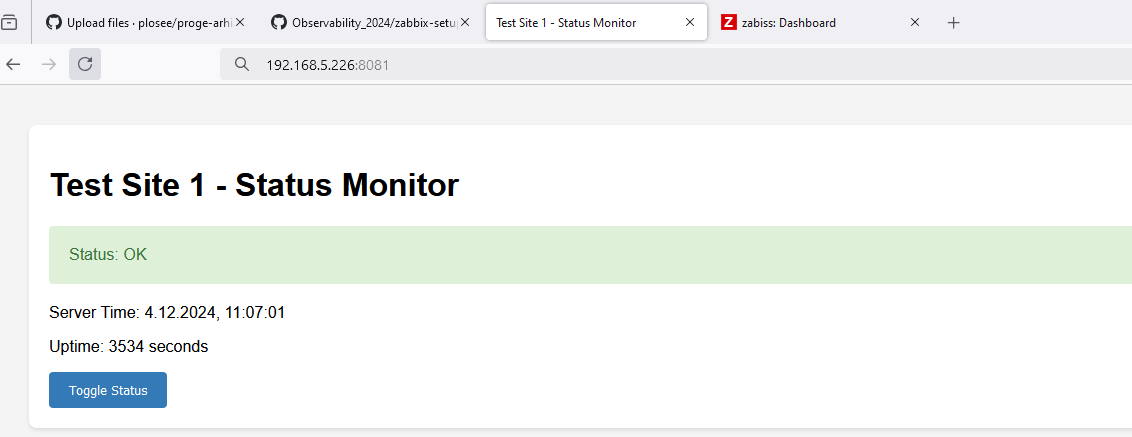 Upload files · plosee/proge-arhi
Observability_2024/zabbix-setup
Test Site 1 - Status Monitor
Z zabiss: Dashboard
192.168.5.226:8081
Test Site 1 - Status Monitor
Status: OK
Server Time: 4.12.2024, 11:07:01
Uptime: 3534 seconds
Toggle Status